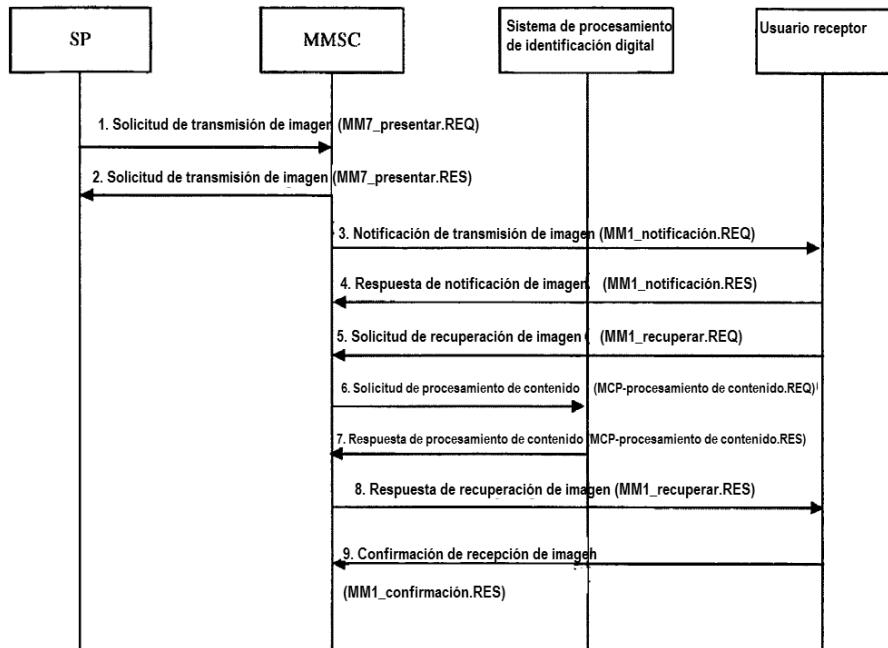 SP
MMSC
Sistema de procesamiento
de identificación digital
Usuario receptor
1. Solicitud de transmisión de imagen (MM7_presentar.REQ)
2. Solicitud de transmisión de imagen (MM7_presentar.RES)
3. Notificación de transmisión de imagen (MM1_notificación.REQ)
4. Respuesta de notificación de imagen (MM1_notificación.RES)
5. Solicitud de recuperación de imagen (MM1_recuperar.REQ)
6. Solicitud de procesamiento de contenido (MCP-procesamiento de contenido.REQ)
7. Respuesta de procesamiento de contenido (MCP-procesamiento de contenido.RES)
8. Respuesta de recuperación de imagen (MM1_recuperar.RES)
9. Confirmación de recepción de imagen
(MM1_confirmación.RES)